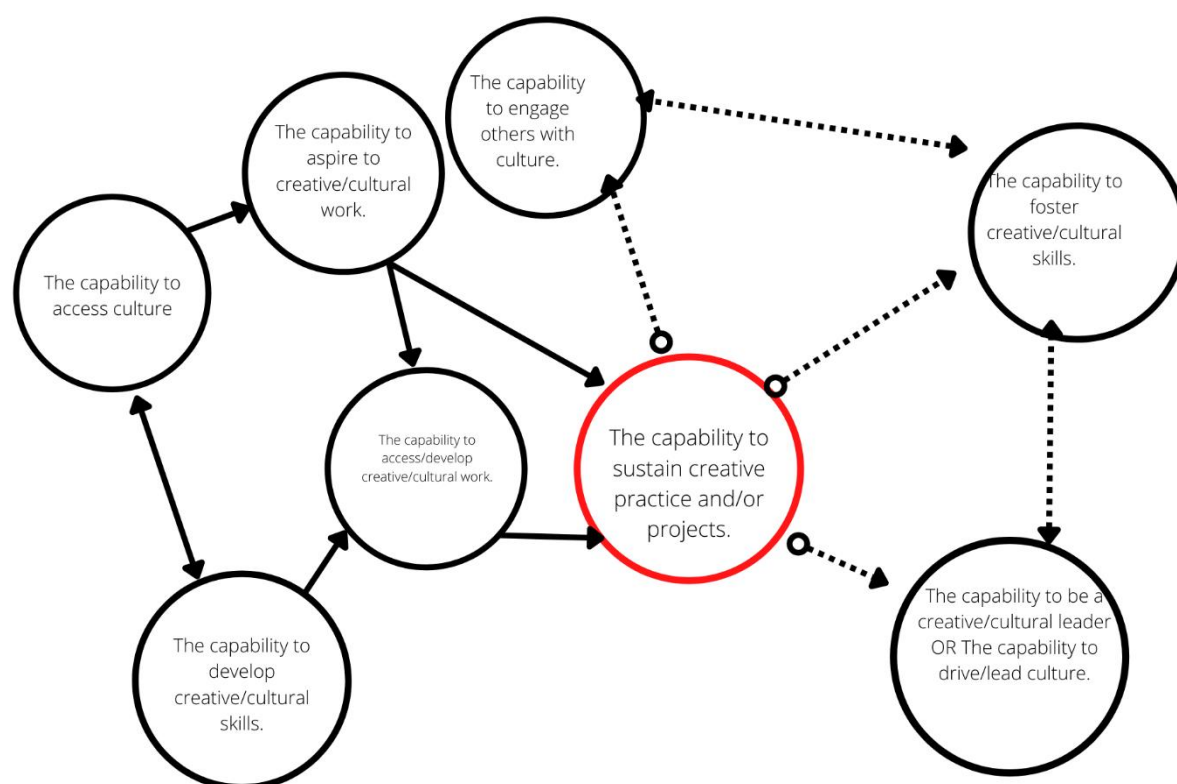 The capability
to engage
others with
culture.
The capability to
aspire to
creative/cultural
work.
The capability to
foster
creative/cultural
skills.
The capability to
access culture
The capability to
access/develop
creative/cultural work.
The capability to
sustain creative
practice and/or
projects.
The capability to
develop
creative/cultural
skills.
The capability to be a
creative/cultural leader
OR The capability to
drive/lead culture.